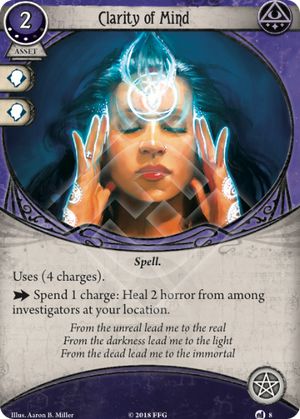 2
Clarity of Mind
ASSET
Spell.
Uses (4 charges).
Spend 1 charge: Heal 2 horror from among
investigators at your location.
From the unreal lead me to the real
From the darkness lead me to the light
From the dead lead me to the immortal
Illus. Aaron B. Miller
© 2018 FFG
8